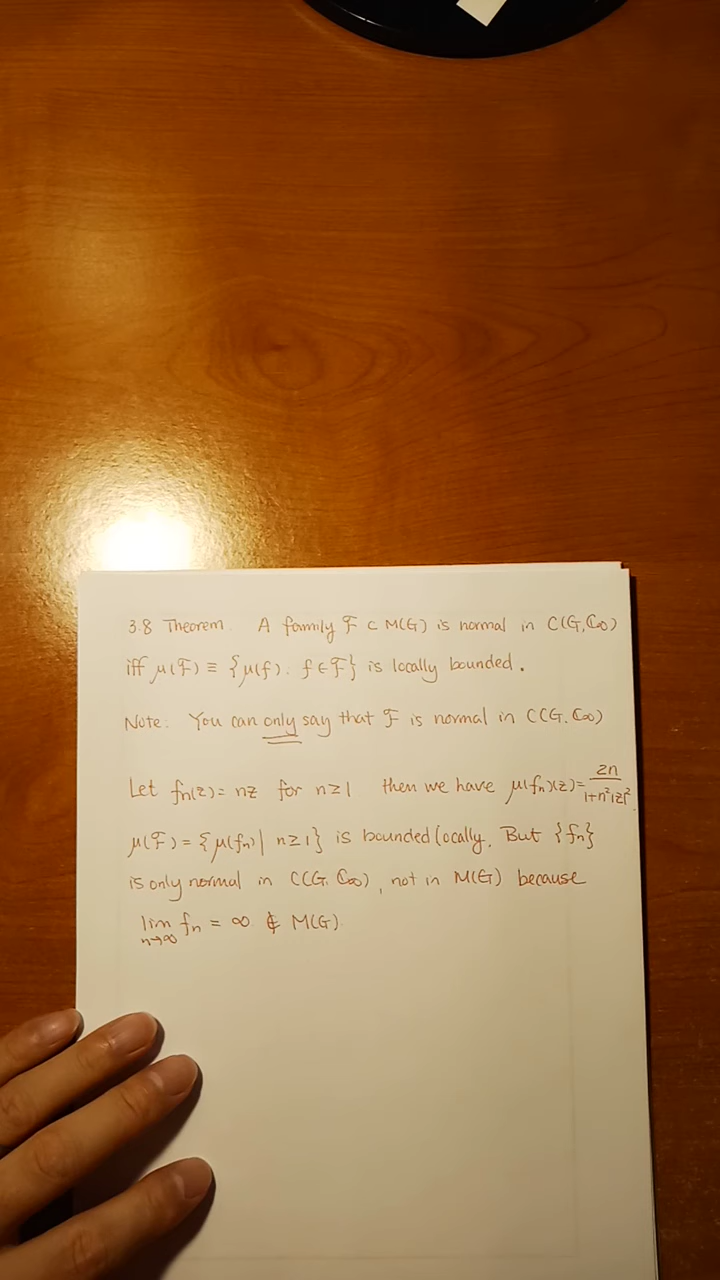 3.8 Theorem. A family ℱ ⊂ M(G) is normal in C(G,ℂ∞)
iff μ(ℱ) ≡ {μ(f) : f ∈ ℱ} is locally bounded.
Note: You can only say that ℱ is normal in C(G,ℂ∞)
Let fₙ(z) = nz for n≥1 then we have μ(fₙ)(z) = 2n/(1+n²|z|²).
μ(ℱ) = {μ(fₙ) | n≥1} is bounded locally. But {fₙ}
is only normal in C(G,ℂ∞), not in M(G) because
lim n→∞ fₙ = ∞ ∉ M(G).